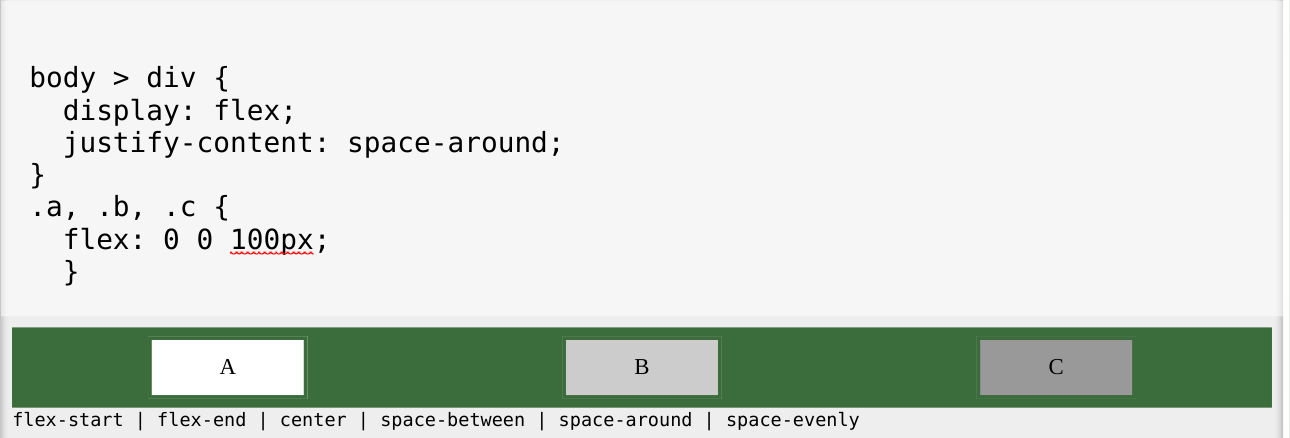 body > div {
  display: flex;
  justify-content: space-around;
}
.a, .b, .c {
  flex: 0 0 100px;
  }
A B C
flex-start | flex-end | center | space-between | space-around | space-evenly